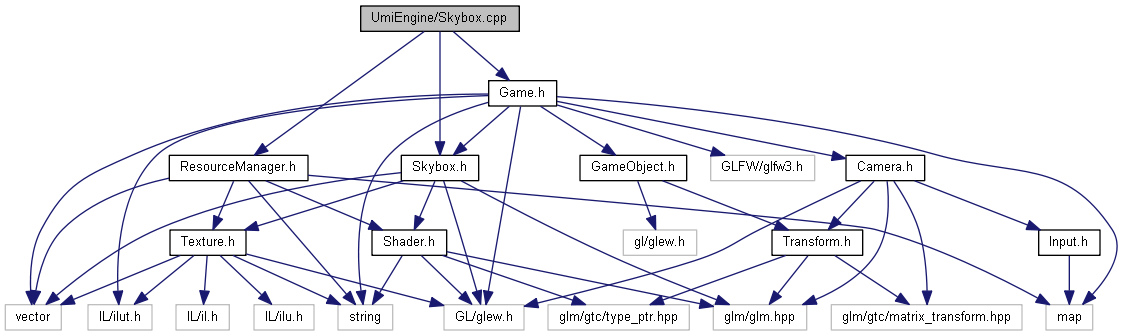 UmiEngine/Skybox.cpp
Game.h
ResourceManager.h
Skybox.h
GameObject.h
GLFW/glfw3.h
Camera.h
Texture.h
Shader.h
gl/glew.h
Transform.h
Input.h
vector
IL/ilut.h
IL/il.h
IL/ilu.h
string
GL/glew.h
glm/gtc/type_ptr.hpp
glm/glm.hpp
glm/gtc/matrix_transform.hpp
map